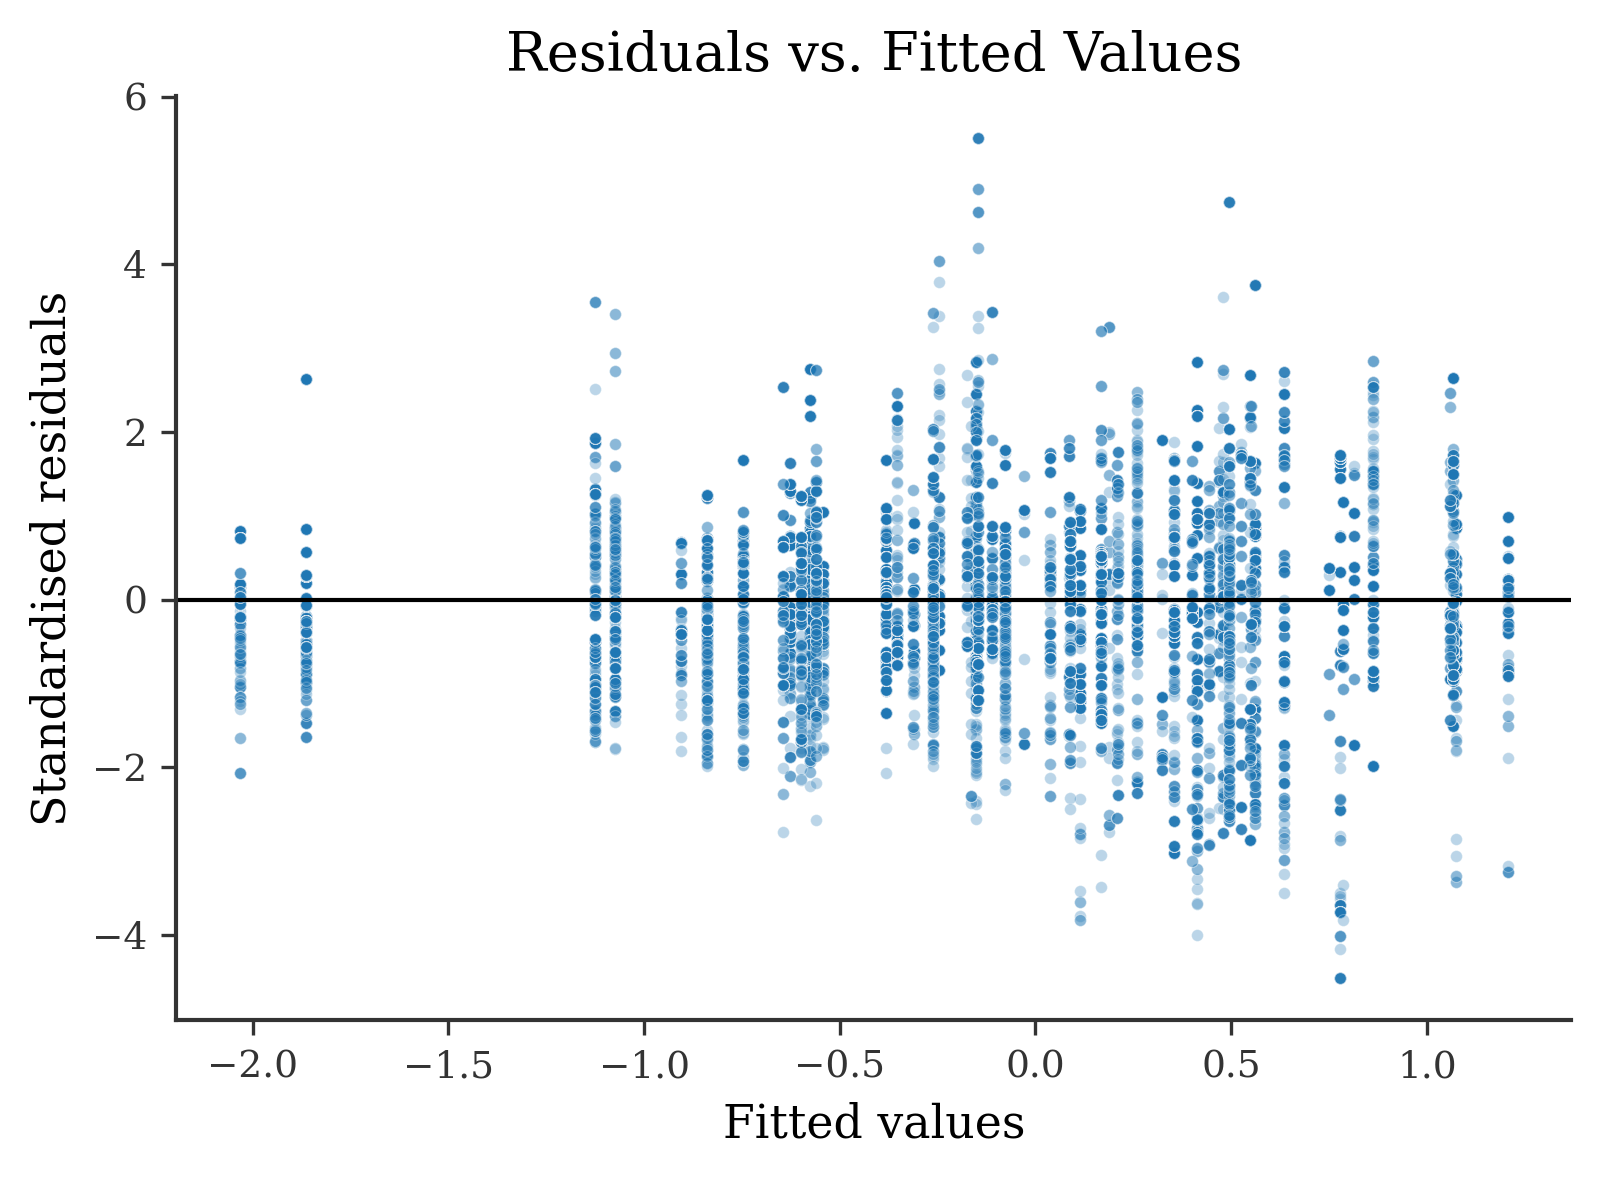 Residuals vs. Fitted Values
6
4
2
0
−2
−4
Standardised residuals
−2.0 −1.5 −1.0 −0.5 0.0 0.5 1.0
Fitted values